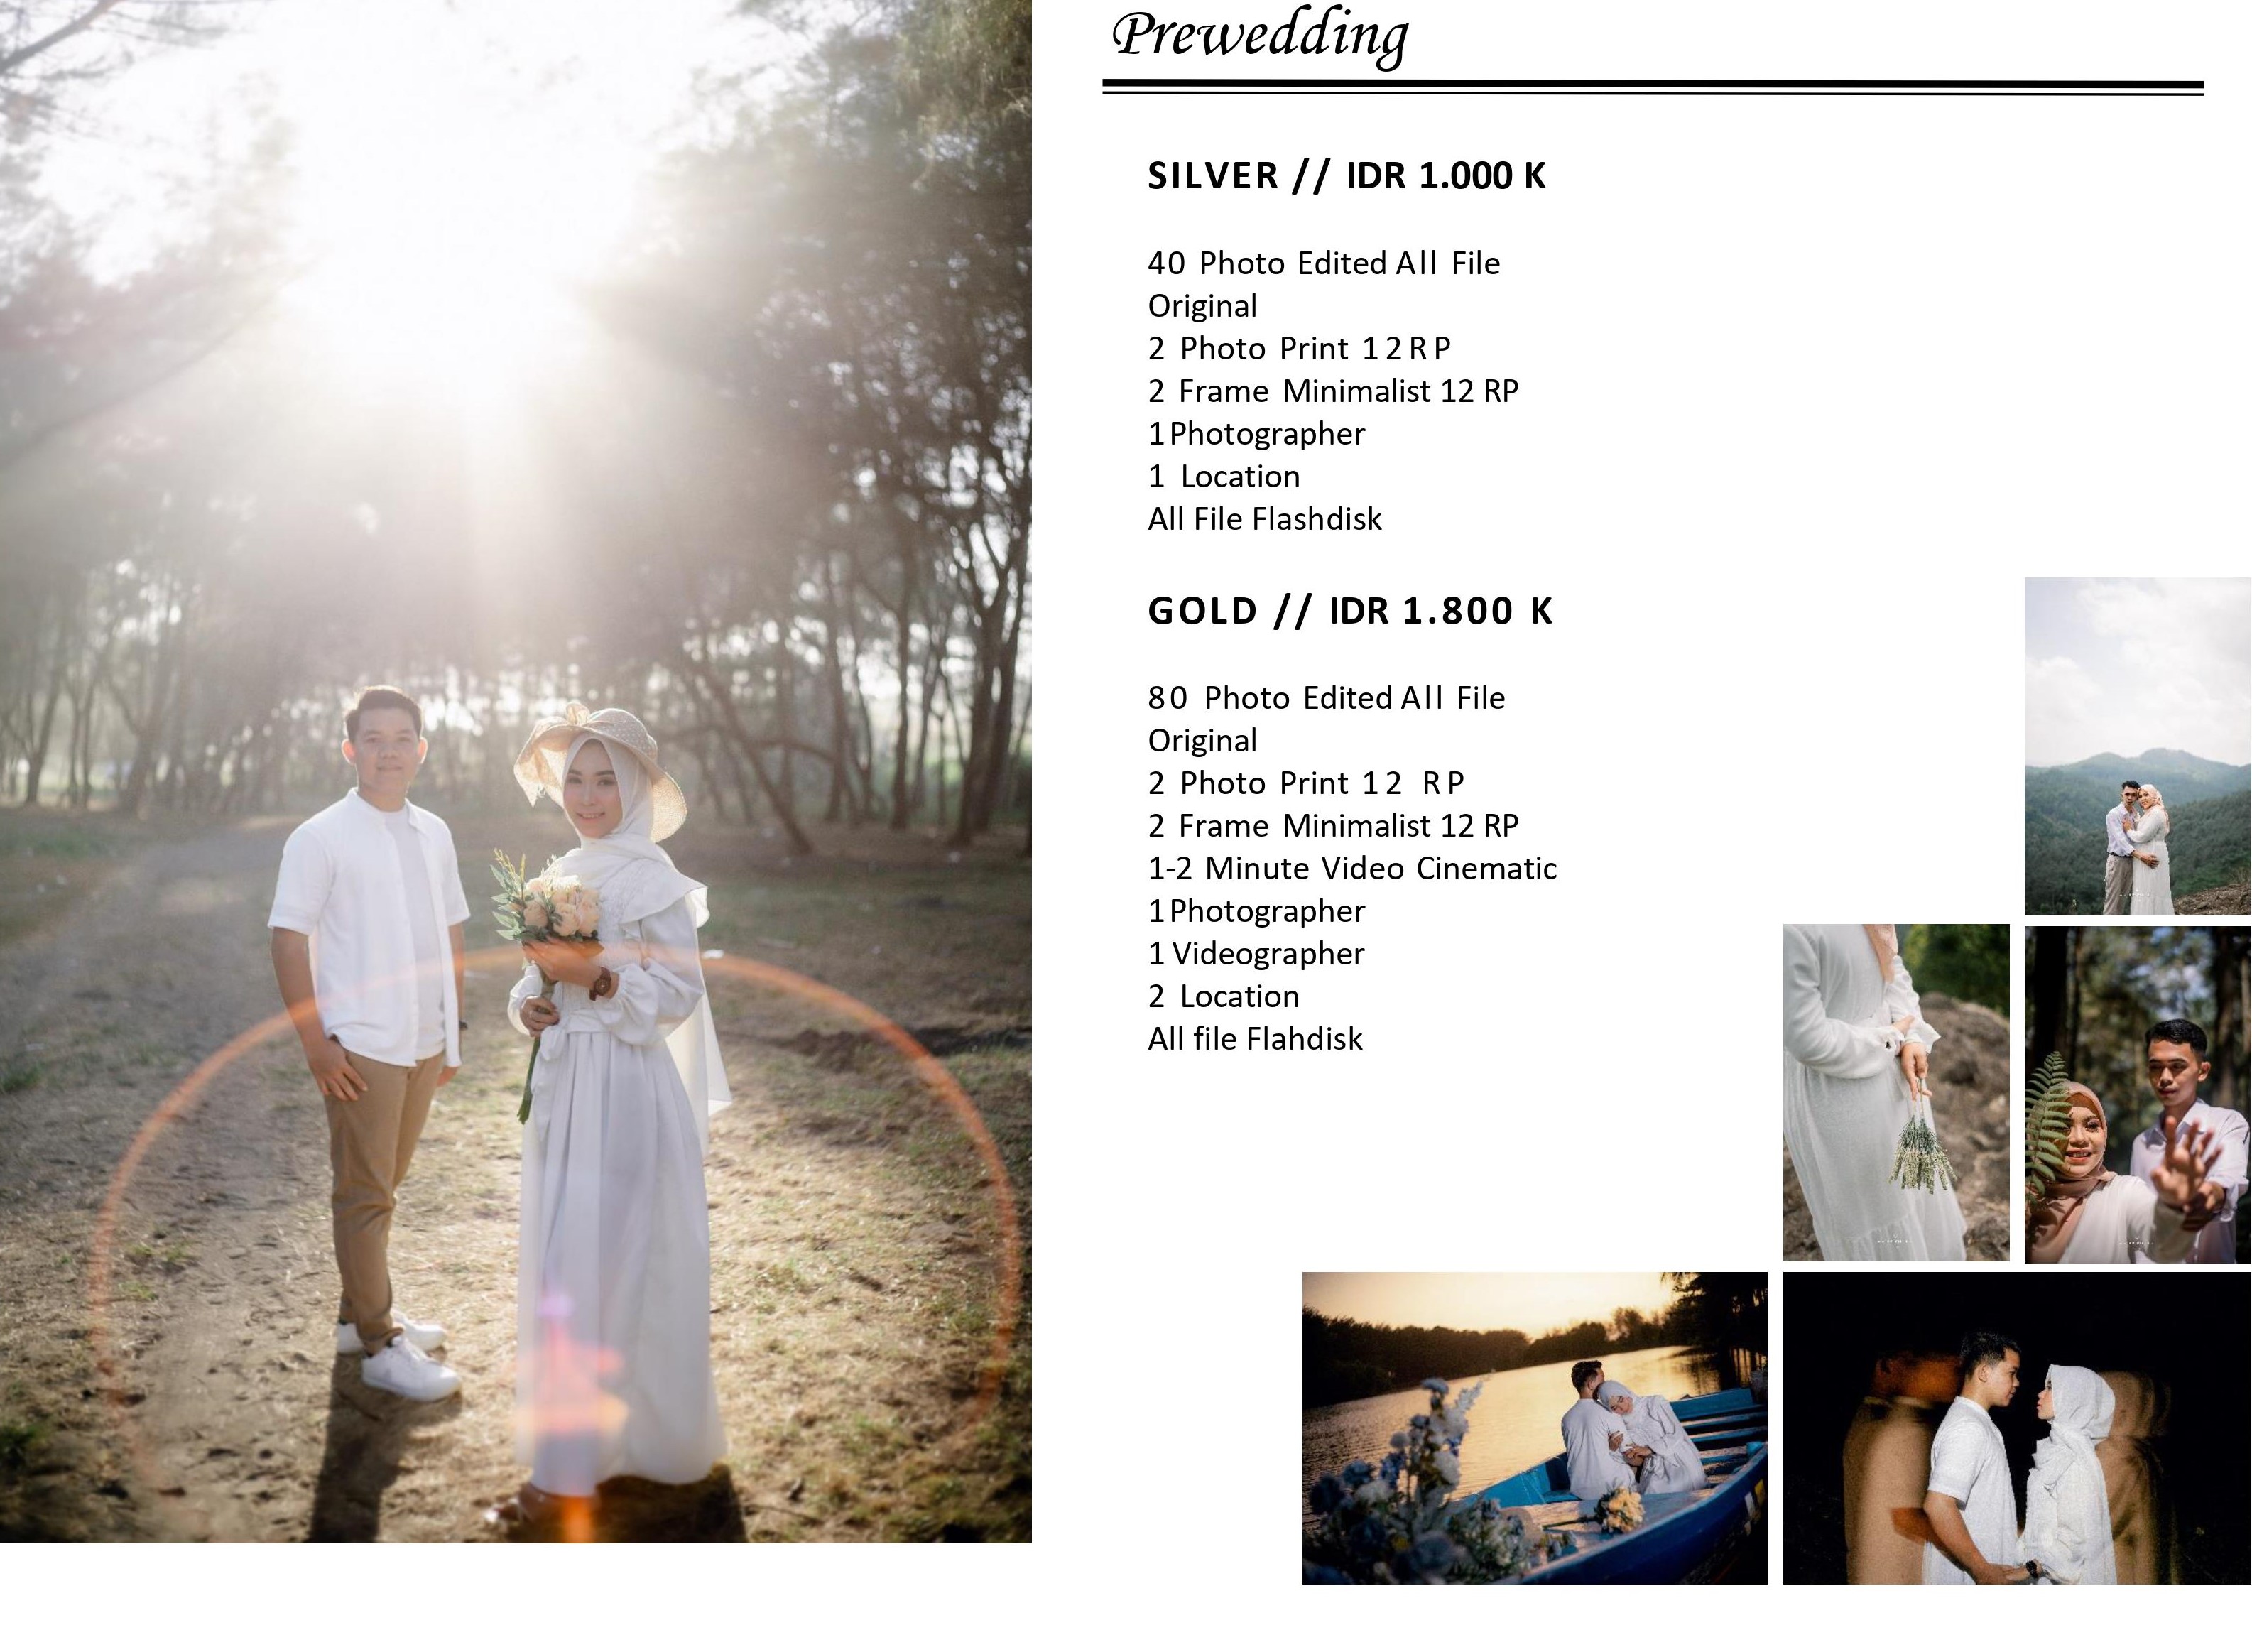 Prewedding
SILVER // IDR 1.000 K
40 Photo Edited All File
Original
2 Photo Print 12RP
2 Frame Minimalist 12 RP
1Photographer
1 Location
All File Flashdisk
GOLD // IDR 1.800 K
80 Photo Edited All File
Original
2 Photo Print 12 RP
2 Frame Minimalist 12 RP
1-2 Minute Video Cinematic
1Photographer
1 Videographer
2 Location
All file Flahdisk